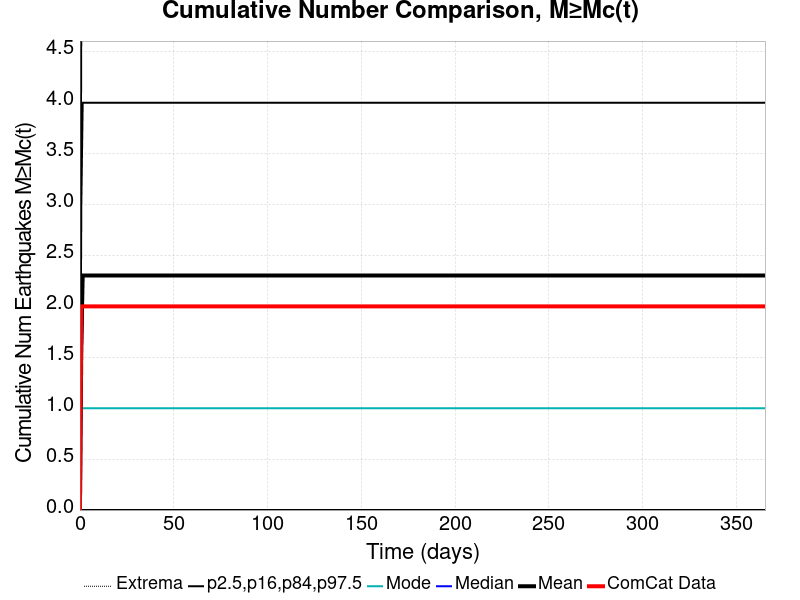 Cumulative Number Comparison, M≥Mc(t)
Cumulative Num Earthquakes M≥Mc(t)
4.5
4.0
3.5
3.0
2.5
2.0
1.5
1.0
0.5
0.0
0 50 100 150 200 250 300 350
Time (days)
Extrema p2.5,p16,p84,p97.5 Mode Median Mean ComCat Data